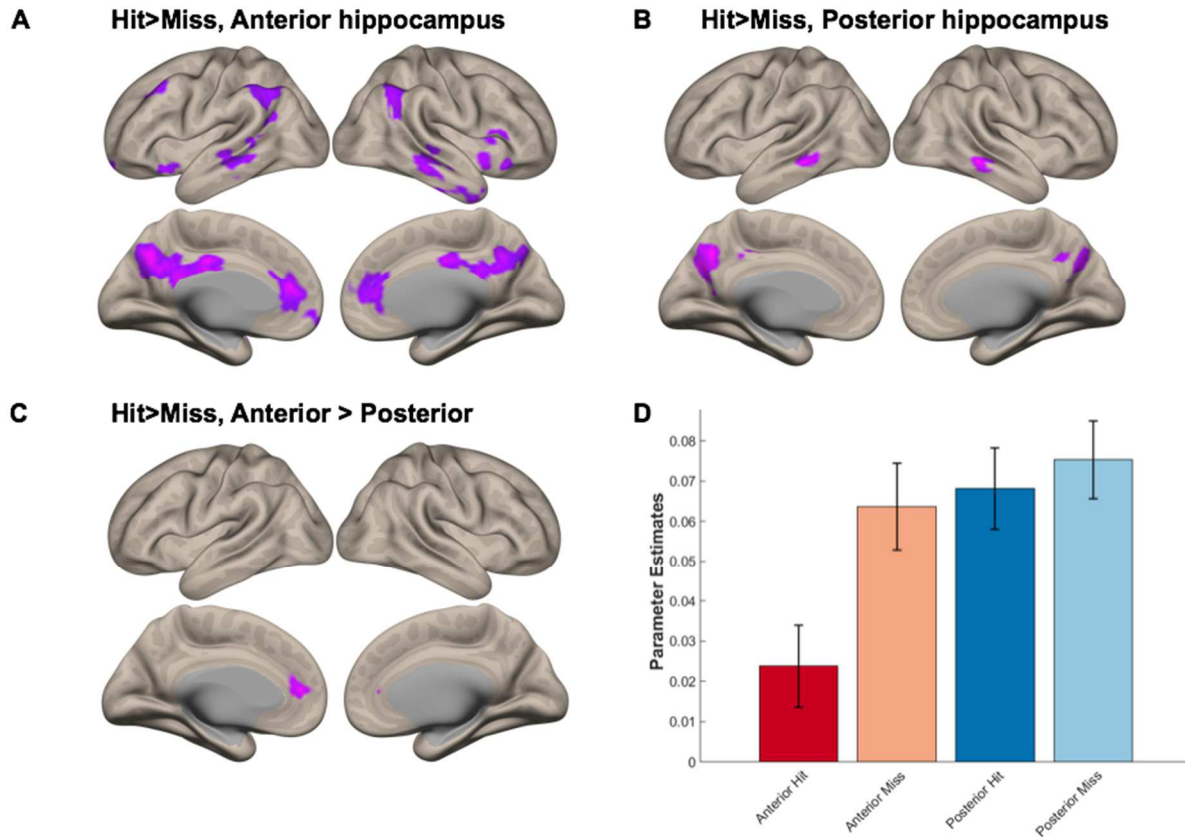 A Hit>Miss, Anterior hippocampus
B Hit>Miss, Posterior hippocampus
C Hit>Miss, Anterior > Posterior
D
Parameter Estimates
0.08
0.07
0.06
0.05
0.04
0.03
0.02
0.01
0
Anterior Hit
Anterior Miss
Posterior Hit
Posterior Miss